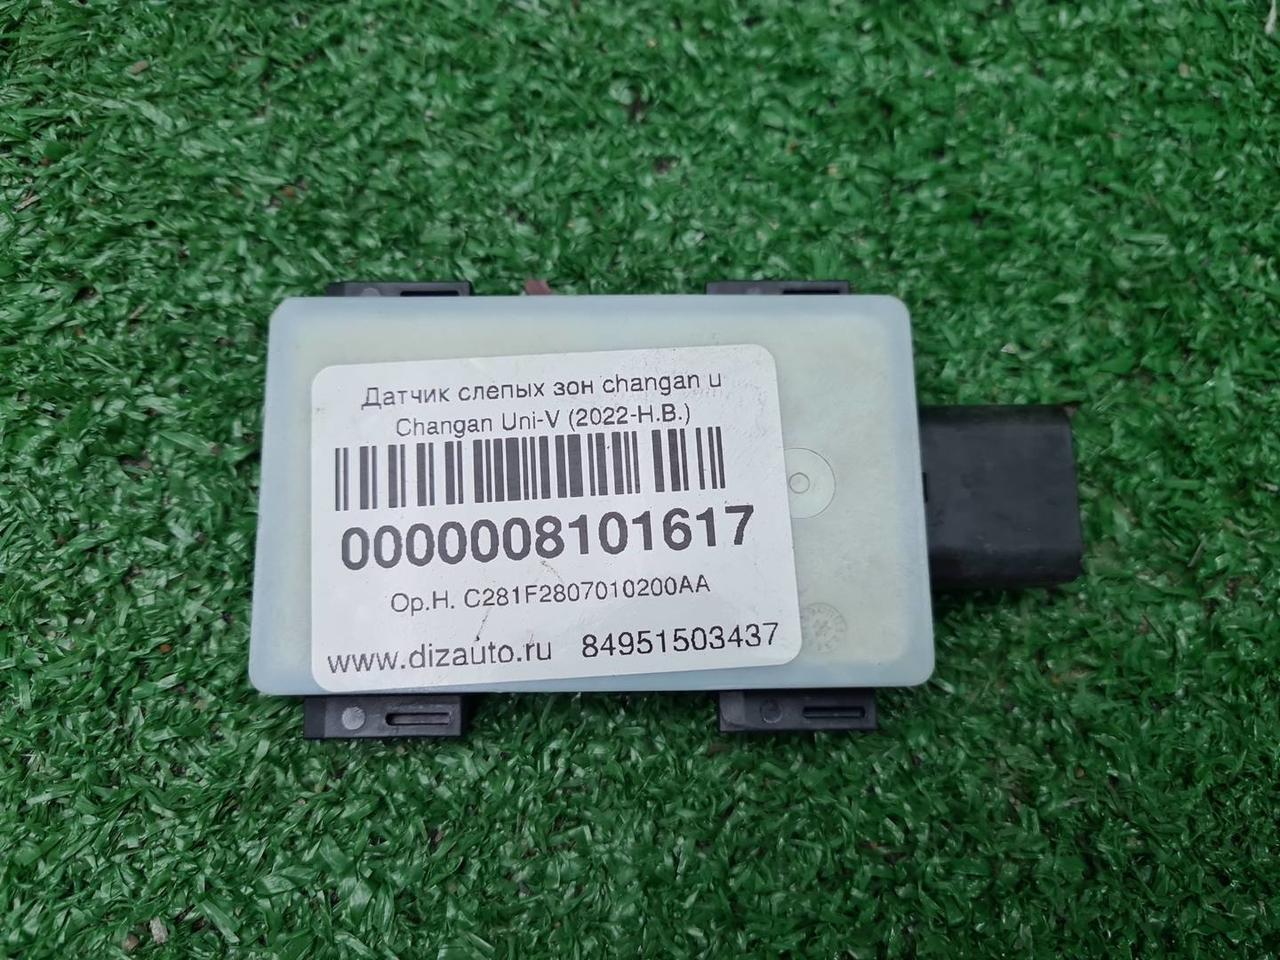 Датчик слепых зон changan u
Changan Uni-V (2022-Н.В.)
0000008101617
Ор.Н. C281F2807010200AA
www.dizauto.ru 84951503437